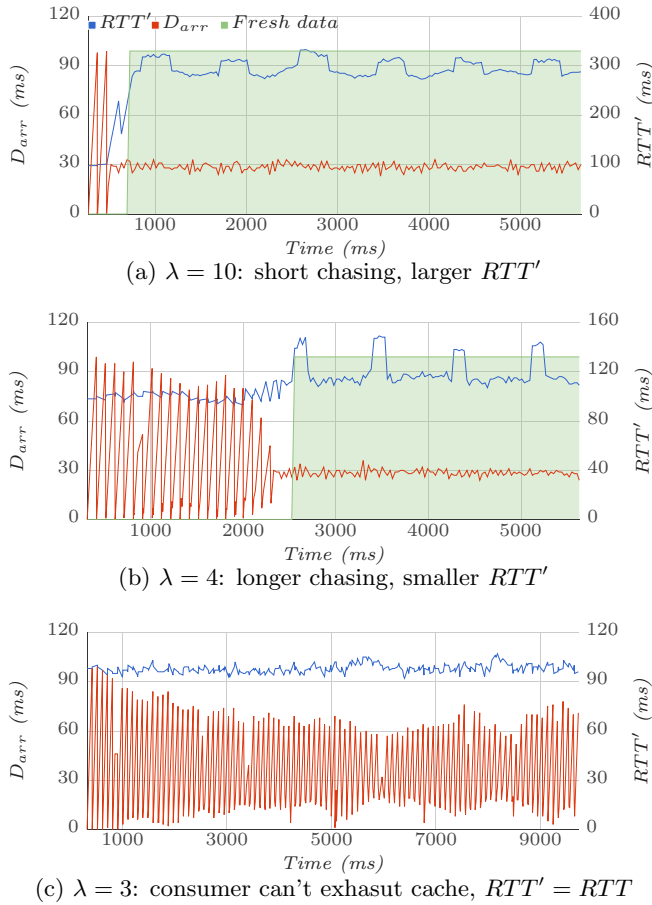 RTT′ D_arr Fresh data
120 400
90 300
60 200
30 100
0 0
D_arr (ms)
RTT′ (ms)
1000 2000 3000 4000 5000
Time (ms)
(a) λ = 10: short chasing, larger RTT′
120 160
90 120
60 80
30 40
0 0
D_arr (ms)
RTT′ (ms)
1000 2000 3000 4000 5000
Time (ms)
(b) λ = 4: longer chasing, smaller RTT′
120 120
90 90
60 60
30 30
0 0
D_arr (ms)
RTT′ (ms)
1000 3000 5000 7000 9000
Time (ms)
(c) λ = 3: consumer can't exhasut cache, RTT′ = RTT